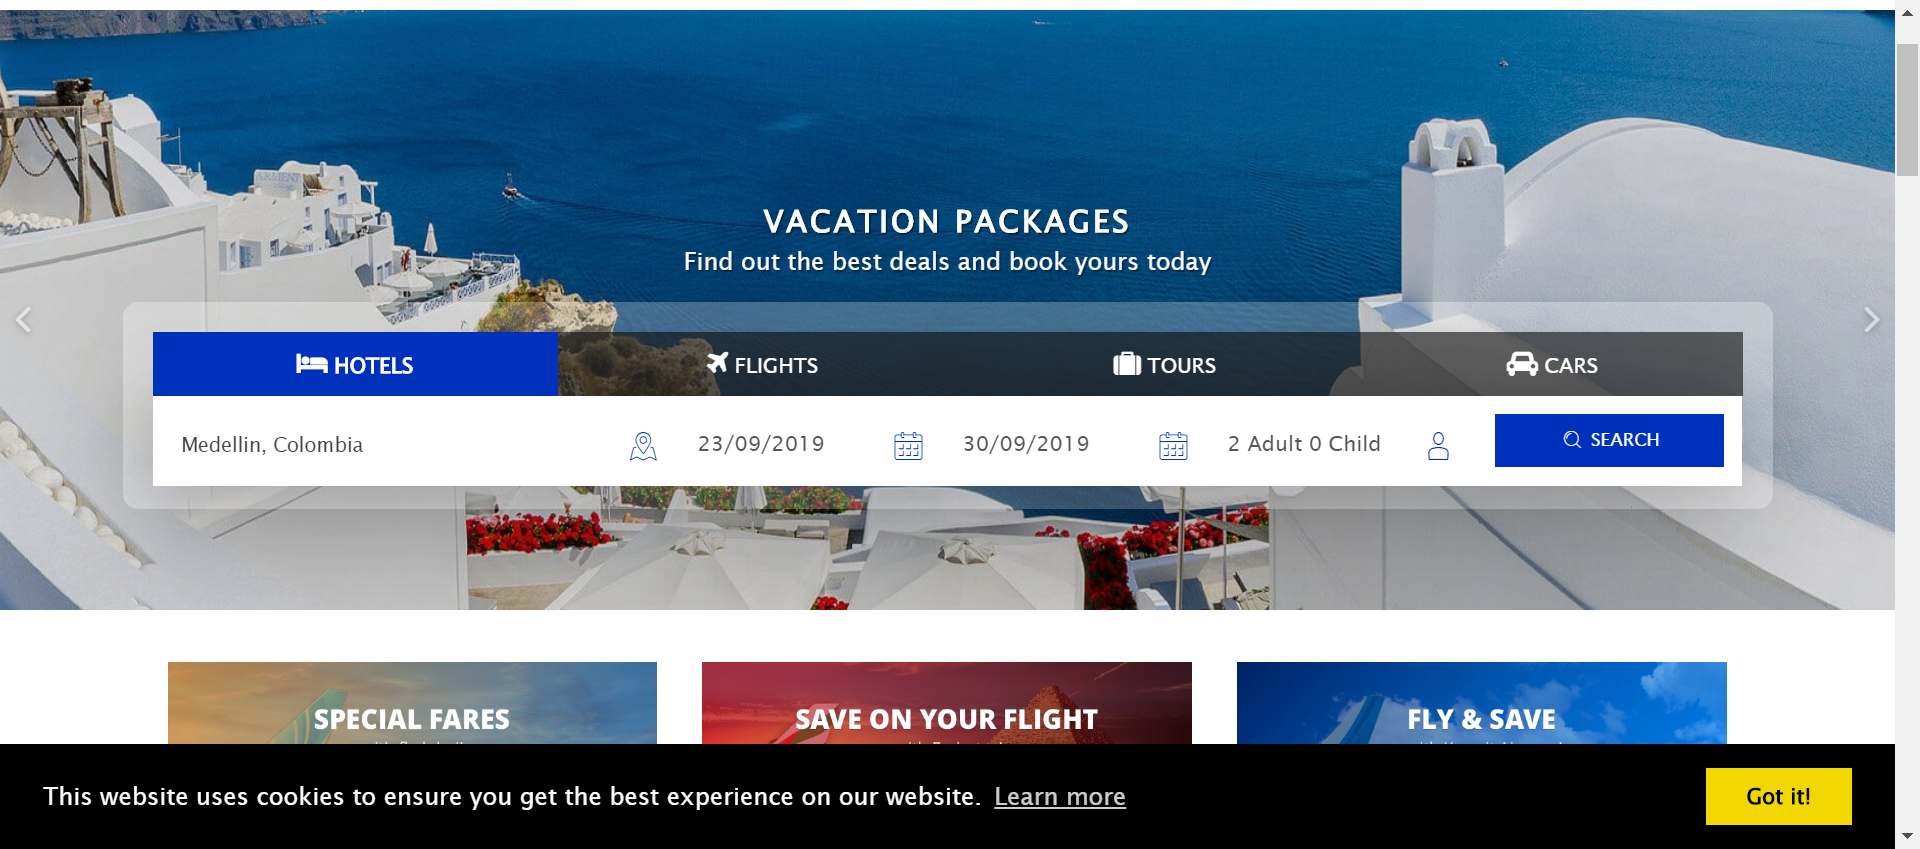 VACATION PACKAGES
Find out the best deals and book yours today
HOTELS
FLIGHTS
TOURS
CARS
Medellin, Colombia
23/09/2019
30/09/2019
2 Adult 0 Child
SEARCH
SPECIAL FARES
SAVE ON YOUR FLIGHT
FLY & SAVE
This website uses cookies to ensure you get the best experience on our website. Learn more
Got it!